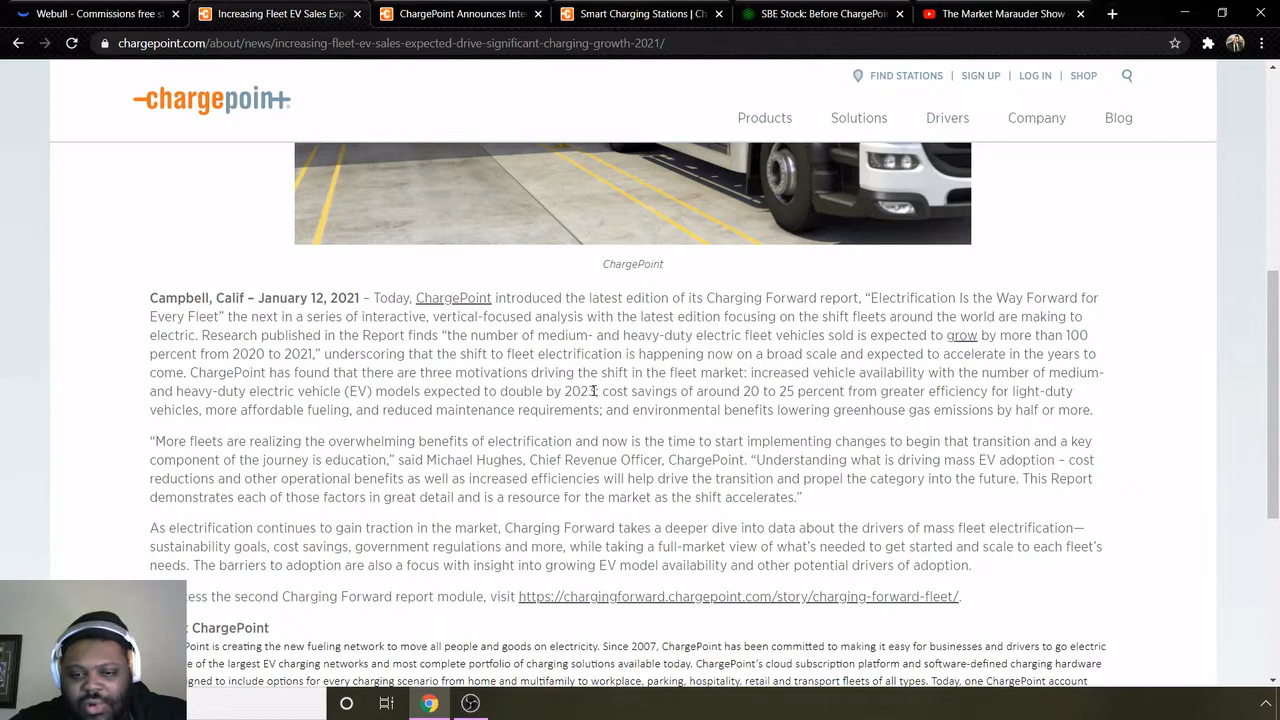 Webull - Commissions free s
Increasing Fleet EV Sales Exp
ChargePoint Announces Inte
Smart Charging Stations | Ch
SBE Stock: Before ChargePoin
The Market Marauder Show
chargepoint.com/about/news/increasing-fleet-ev-sales-expected-drive-significant-charging-growth-2021/
FIND STATIONS | SIGN UP | LOG IN | SHOP
chargepoin+
Products Solutions Drivers Company Blog
ChargePoint
Campbell, Calif – January 12, 2021 – Today, ChargePoint introduced the latest edition of its Charging Forward report, “Electrification Is the Way Forward for
Every Fleet” the next in a series of interactive, vertical-focused analysis with the latest edition focusing on the shift fleets around the world are making to
electric. Research published in the Report finds “the number of medium- and heavy-duty electric fleet vehicles sold is expected to grow by more than 100
percent from 2020 to 2021,” underscoring that the shift to fleet electrification is happening now on a broad scale and expected to accelerate in the years to
come. ChargePoint has found that there are three motivations driving the shift in the fleet market: increased vehicle availability with the number of medium-
and heavy-duty electric vehicle (EV) models expected to double by 2023; cost savings of around 20 to 25 percent from greater efficiency for light-duty
vehicles, more affordable fueling, and reduced maintenance requirements; and environmental benefits lowering greenhouse gas emissions by half or more.
“More fleets are realizing the overwhelming benefits of electrification and now is the time to start implementing changes to begin that transition and a key
component of the journey is education,” said Michael Hughes, Chief Revenue Officer, ChargePoint. “Understanding what is driving mass EV adoption – cost
reductions and other operational benefits as well as increased efficiencies will help drive the transition and propel the category into the future. This Report
demonstrates each of those factors in great detail and is a resource for the market as the shift accelerates.”
As electrification continues to gain traction in the market, Charging Forward takes a deeper dive into data about the drivers of mass fleet electrification—
sustainability goals, cost savings, government regulations and more, while taking a full-market view of what’s needed to get started and scale to each fleet’s
needs. The barriers to adoption are also a focus with insight into growing EV model availability and other potential drivers of adoption.
ess the second Charging Forward report module, visit https://chargingforward.chargepoint.com/story/charging-forward-fleet/.
ChargePoint
Point is creating the new fueling network to move all people and goods on electricity. Since 2007, ChargePoint has been committed to making it easy for businesses and drivers to go electric
e of the largest EV charging networks and most complete portfolio of charging solutions available today. ChargePoint’s cloud subscription platform and software-defined charging hardware
gned to include options for every charging scenario from home and multifamily to workplace, parking, hospitality, retail and transport fleets of all types. Today, one ChargePoint account